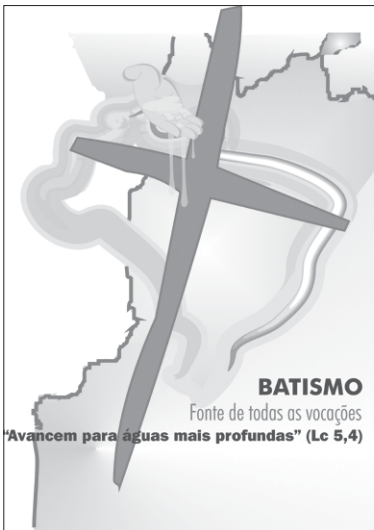 BATISMO
Fonte de todas as vocações
"Avancem para águas mais profundas" (Lc 5,4)